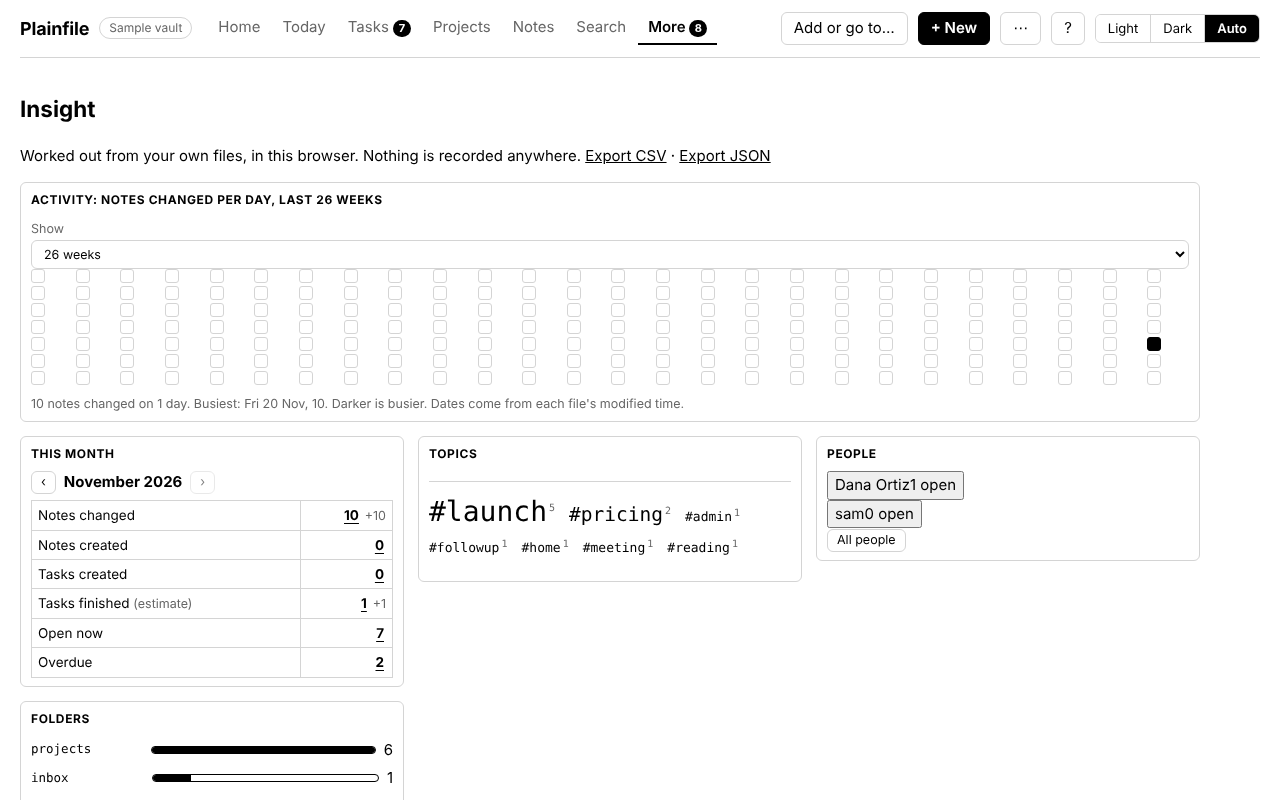 Plainfile Sample vault Home Today Tasks 7 Projects Notes Search More 8 Add or go to... + New ··· ? Light Dark Auto
Insight
Worked out from your own files, in this browser. Nothing is recorded anywhere. Export CSV · Export JSON
ACTIVITY: NOTES CHANGED PER DAY, LAST 26 WEEKS
Show
26 weeks
10 notes changed on 1 day. Busiest: Fri 20 Nov, 10. Darker is busier. Dates come from each file's modified time.
THIS MONTH
‹ November 2026 ›
Notes changed 10 +10
Notes created 0
Tasks created 0
Tasks finished (estimate) 1 +1
Open now 7
Overdue 2
TOPICS
#launch 5 #pricing 2 #admin 1
#followup 1 #home 1 #meeting 1 #reading 1
PEOPLE
Dana Ortiz1 open
sam0 open
All people
FOLDERS
projects 6
inbox 1